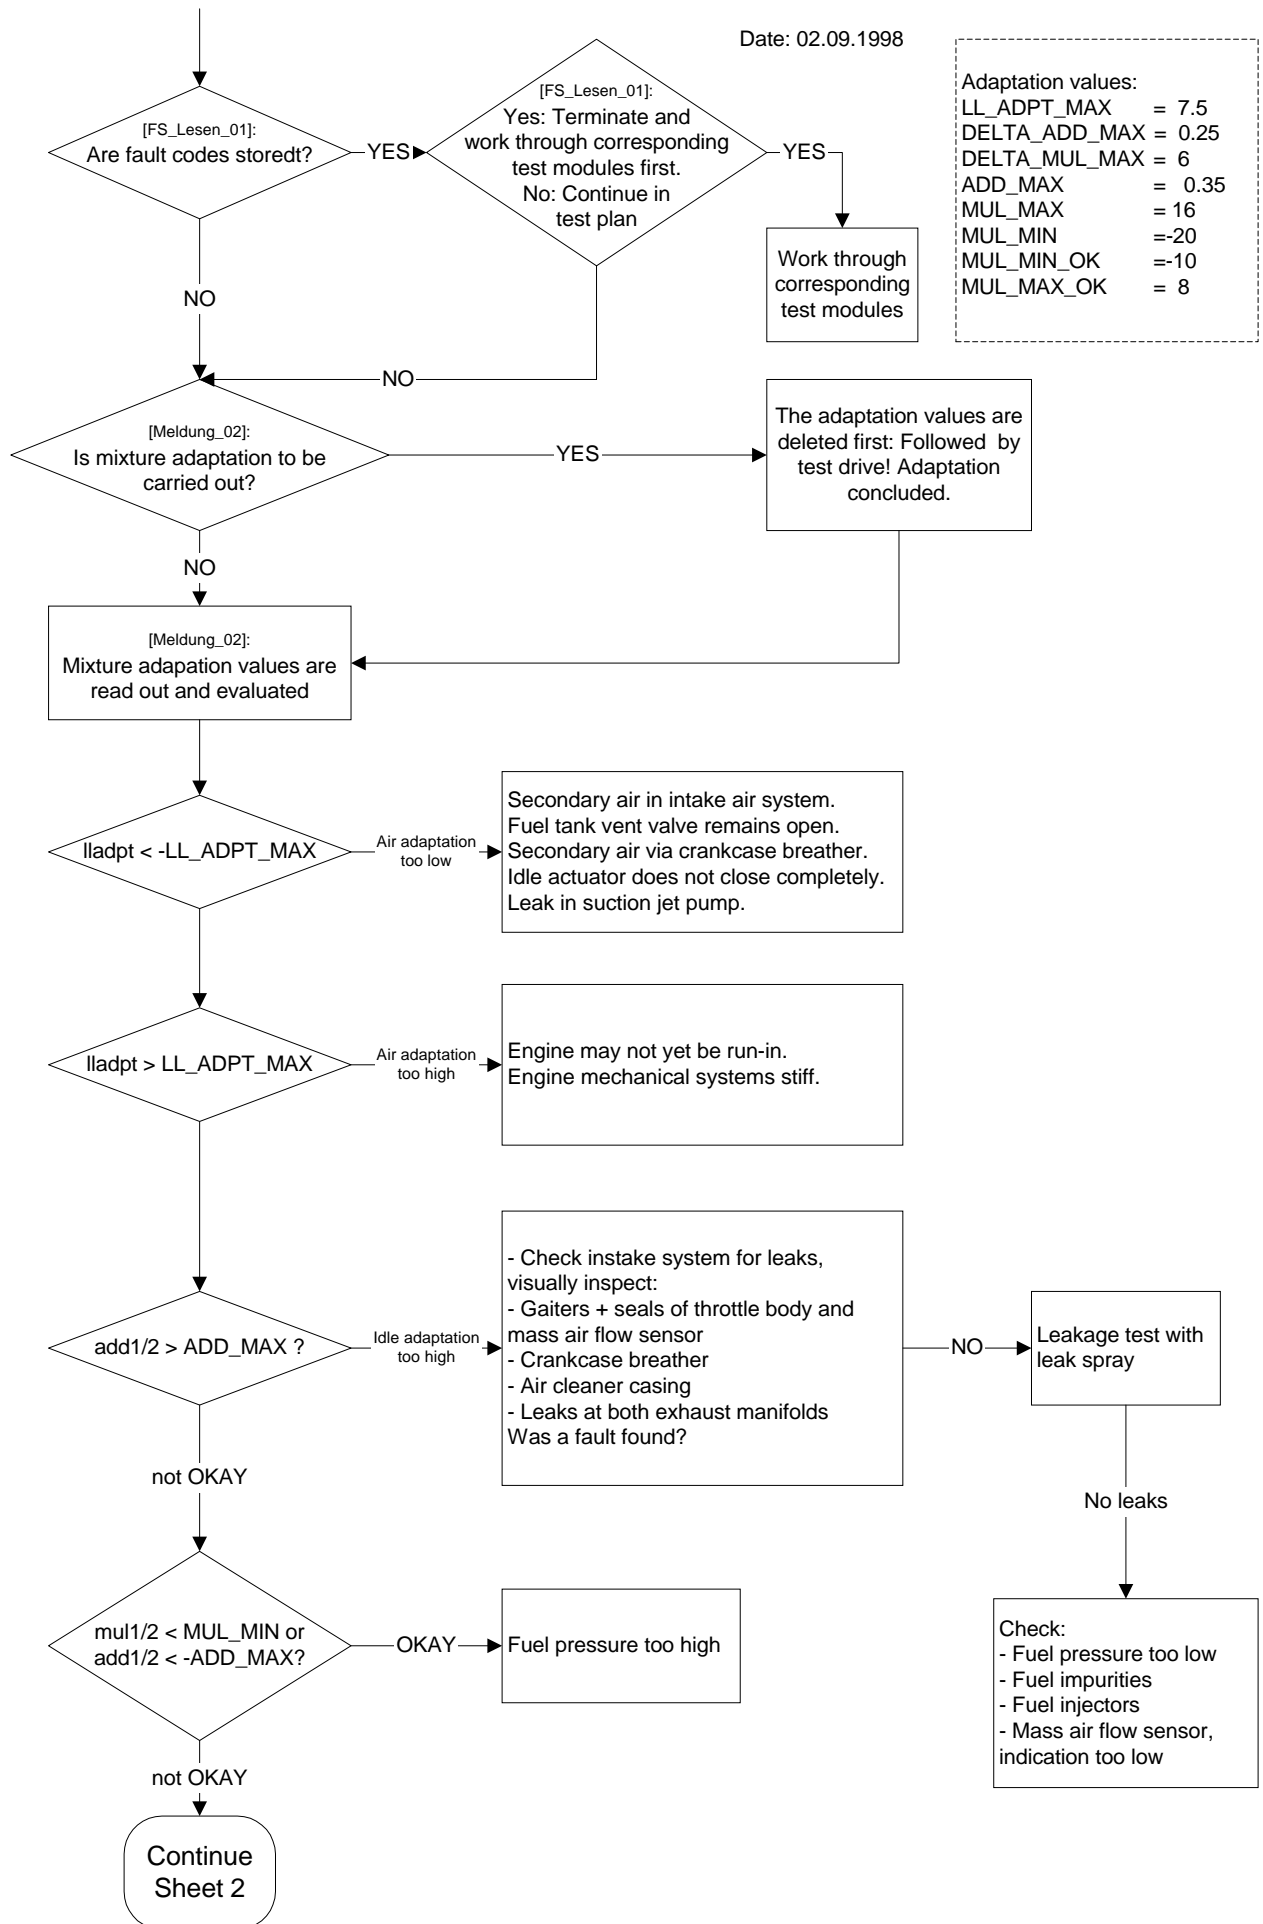 Date: 02.09.1998
Adaptation values:
LL_ADPT_MAX = 7.5
DELTA_ADD_MAX = 0.25
DELTA_MUL_MAX = 6
ADD_MAX = 0.35
MUL_MAX = 16
MUL_MIN =-20
MUL_MIN_OK =-10
MUL_MAX_OK = 8
[FS_Lesen_01]:
Are fault codes storedt?
YES
[FS_Lesen_01]:
Yes: Terminate and
work through corresponding
test modules first.
No: Continue in
test plan
YES
Work through
corresponding
test modules
NO
NO
[Meldung_02]:
Is mixture adaptation to be
carried out?
YES
The adaptation values are
deleted first: Followed by
test drive! Adaptation
concluded.
NO
[Meldung_02]:
Mixture adapation values are
read out and evaluated
lladpt < -LL_ADPT_MAX
Air adaptation
too low
Secondary air in intake air system.
Fuel tank vent valve remains open.
Secondary air via crankcase breather.
Idle actuator does not close completely.
Leak in suction jet pump.
lladpt > LL_ADPT_MAX
Air adaptation
too high
Engine may not yet be run-in.
Engine mechanical systems stiff.
add1/2 > ADD_MAX ?
Idle adaptation
too high
- Check instake system for leaks,
visually inspect:
- Gaiters + seals of throttle body and
mass air flow sensor
- Crankcase breather
- Air cleaner casing
- Leaks at both exhaust manifolds
Was a fault found?
NO
Leakage test with
leak spray
not OKAY
No leaks
mul1/2 < MUL_MIN or
add1/2 < -ADD_MAX?
OKAY
Fuel pressure too high
Check:
- Fuel pressure too low
- Fuel impurities
- Fuel injectors
- Mass air flow sensor,
indication too low
not OKAY
Continue
Sheet 2